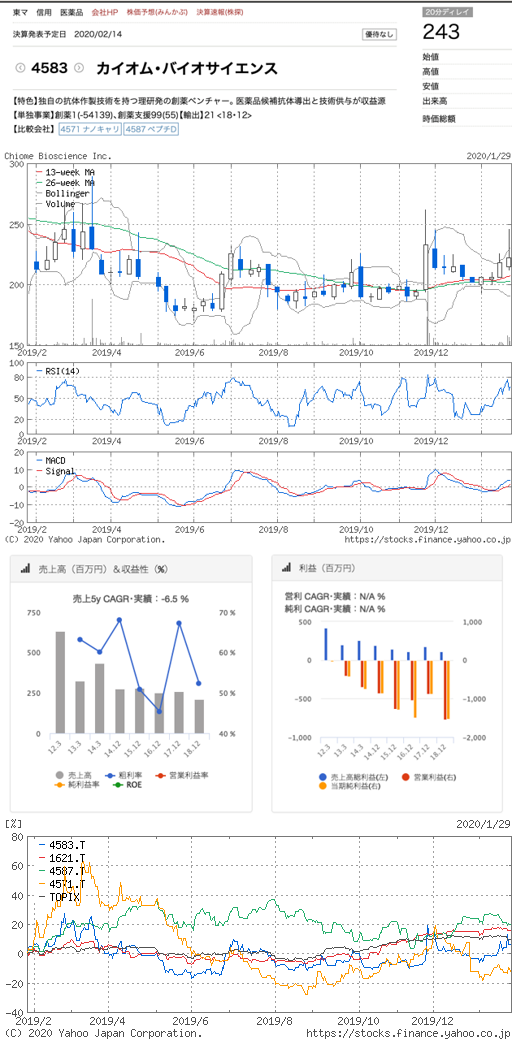 東マ 信用 医薬品 会社HP 株価予想(みんかぶ) 決算速報(株探)
20分ディレイ
243
決算発表予定日 2020/02/14 優待なし
始値
高値
安値
出来高
時価総額
4583 カイオム・バイオサイエンス
【特色】独自の抗体作製技術を持つ理研発の創薬ベンチャー。医薬品候補抗体導出と技術供与が収益源
【単独事業】創薬1(-54139)、創薬支援99(55)【輸出】21 <18・12>
【比較会社】 4571 ナノキャリ 4587 ペプチD
Chiome Bioscience Inc. 2020/1/29
300
13-week MA
26-week MA
Bollinger
Volume
250
200
150
2019/2 2019/4 2019/6 2019/8 2019/10 2019/12
100
RSI(14)
50
20
0
2019/2 2019/4 2019/6 2019/8 2019/10 2019/12
20
MACD
Signal
10
0
-10
-20
2019/2 2019/4 2019/6 2019/8 2019/10 2019/12
(C) 2020 Yahoo Japan Corporation. https://stocks.finance.yahoo.co.jp
売上高（百万円）＆収益性（％）
売上5y CAGR・実績：-6.5 %
750
500
250
0
70 %
60 %
50 %
40 %
12.3 13.3 14.3 14.12 15.12 16.12 17.12 18.12
売上高 粗利率 営業利益率
純利益率 ROE
利益（百万円）
営利 CAGR・実績：N/A %
純利 CAGR・実績：N/A %
500
0
-500
-1,000
1,000
0
-1,000
-2,000
12.3 13.3 14.3 14.12 15.12 16.12 17.12 18.12
売上高総利益(左) 営業利益(右)
当期純利益(右)
[%] 2020/1/29
80
4583.T
1621.T
4587.T
4571.T
TOPIX
60
40
20
0
-20
-40
2019/2 2019/4 2019/6 2019/8 2019/10 2019/12
(C) 2020 Yahoo Japan Corporation. https://stocks.finance.yahoo.co.jp